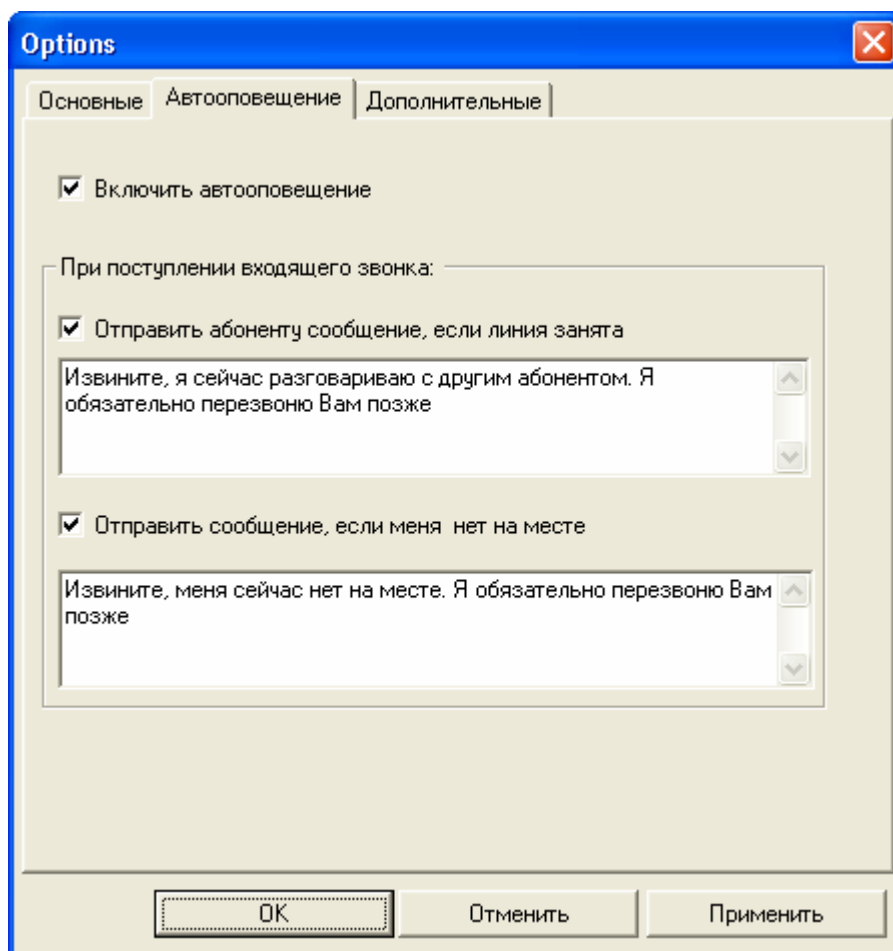 Options
Основные Автооповещение Дополнительные
Включить автооповещение
При поступлении входящего звонка:
Отправить абоненту сообщение, если линия занята
Извините, я сейчас разговариваю с другим абонентом. Я
обязательно перезвоню Вам позже
Отправить сообщение, если меня  нет на месте
Извините, меня сейчас нет на месте. Я обязательно перезвоню Вам
позже
OK Отменить Применить